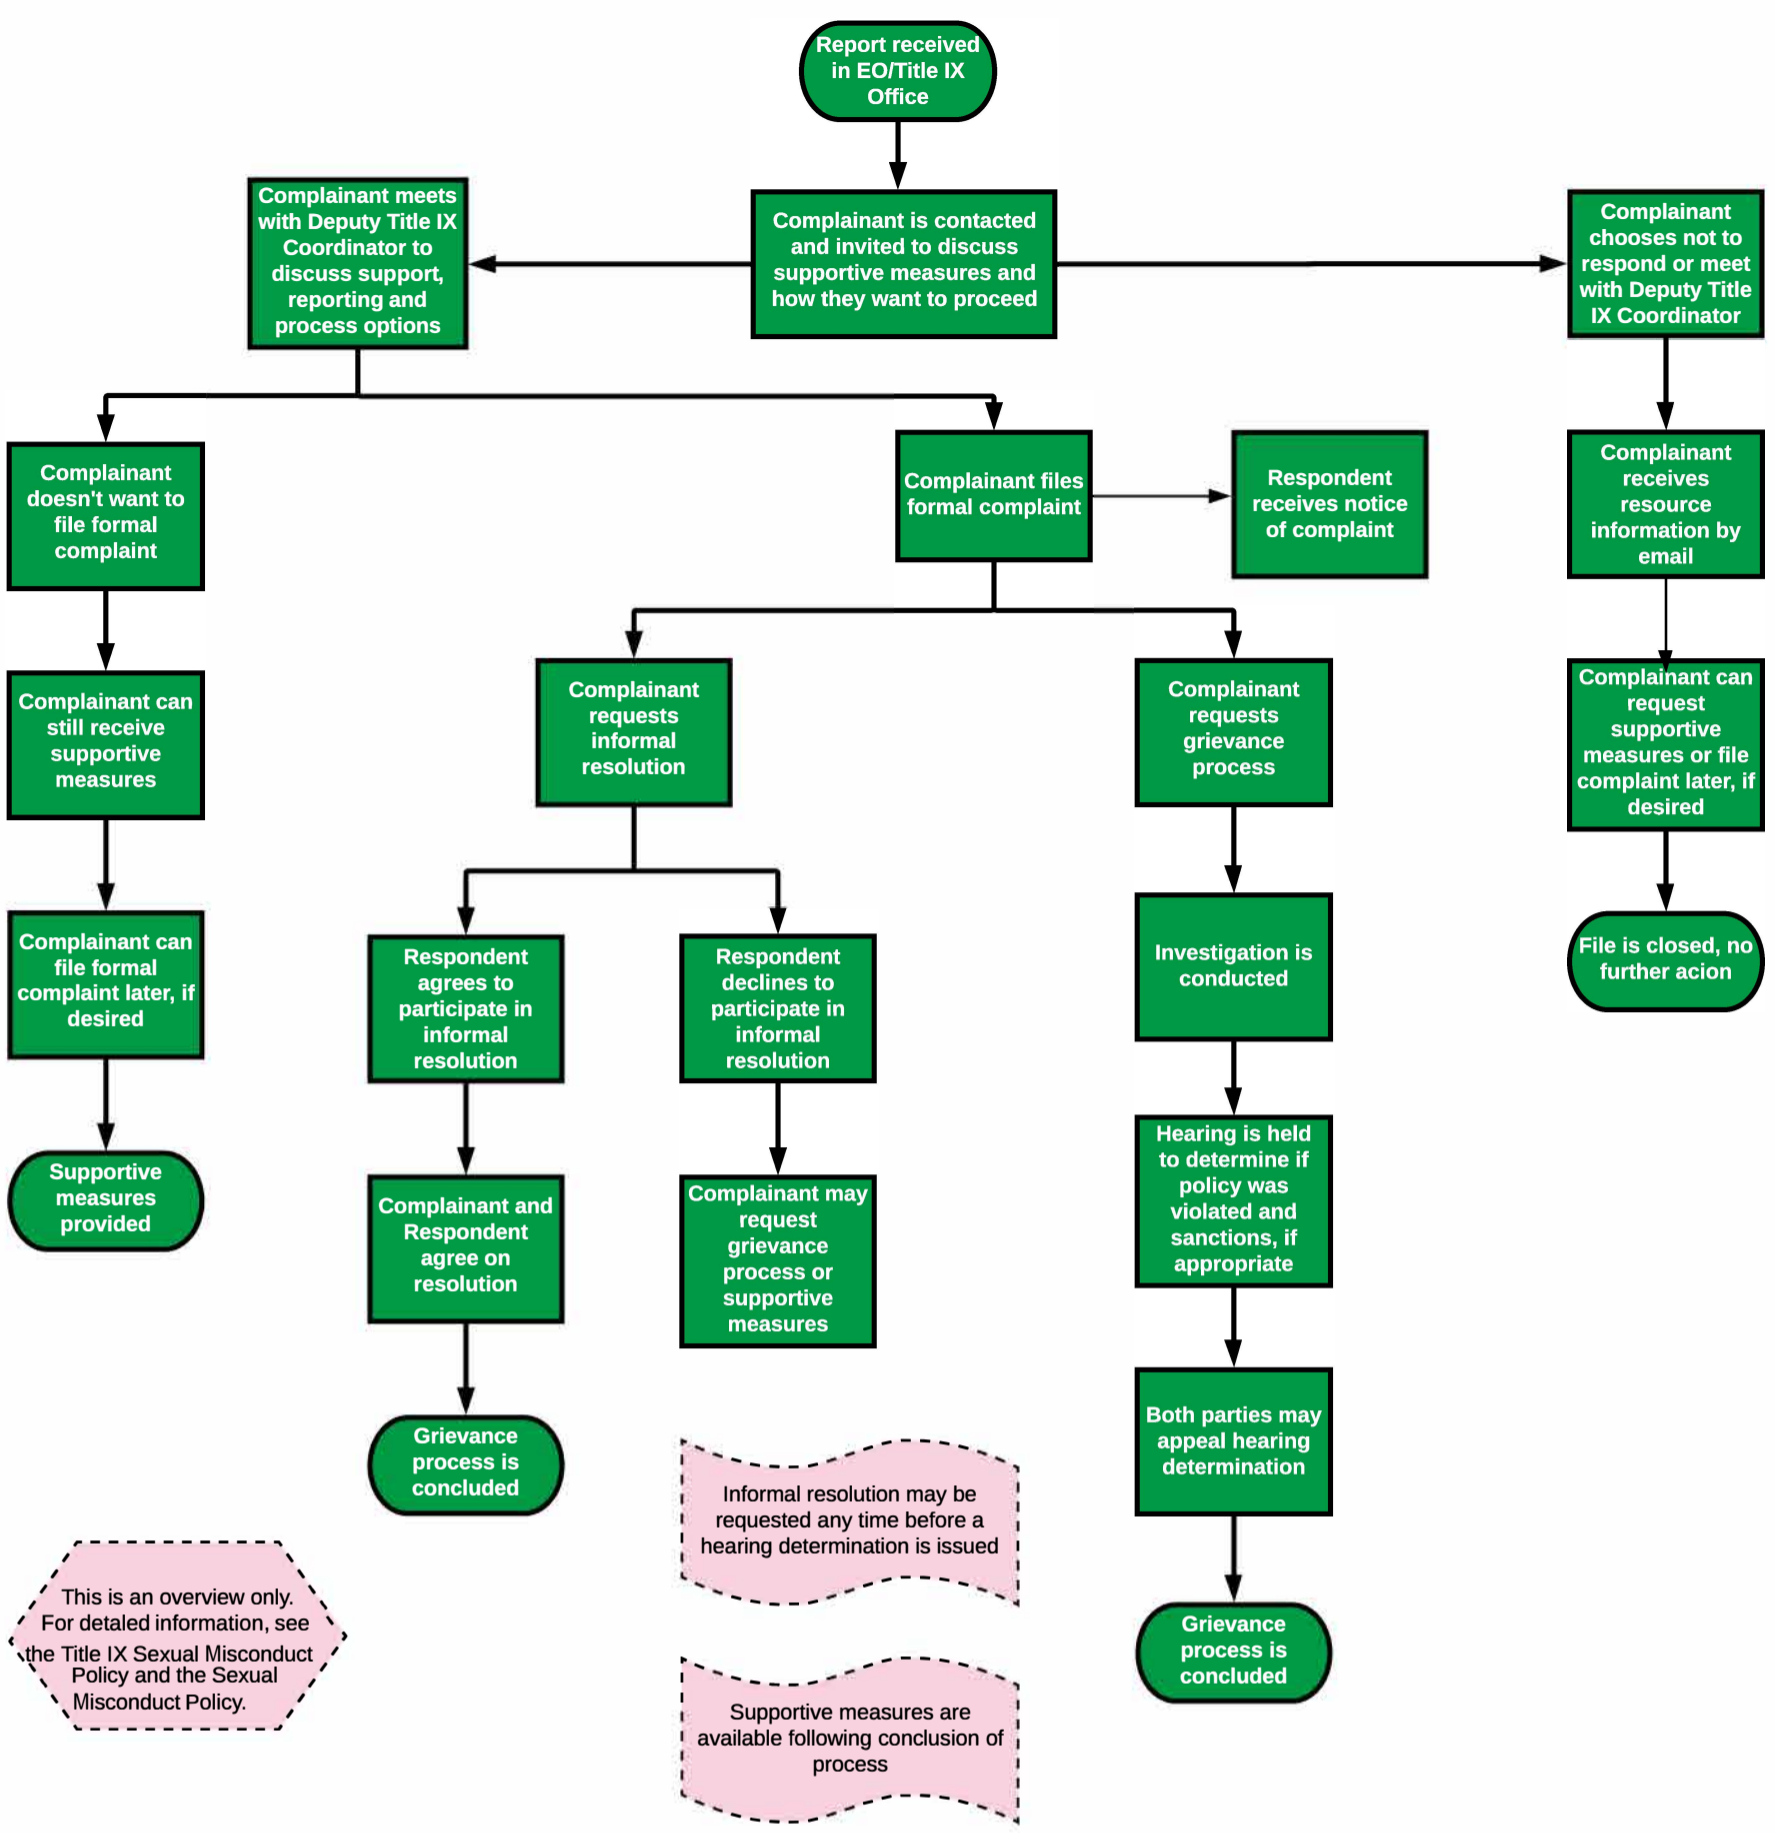 Report received
in EO/Title IX
Office
Complainant meets
with Deputy Title IX
Coordinator to
discuss support,
reporting and
process options
Complainant is contacted
and invited to discuss
supportive measures and
how they want to proceed
Complainant
chooses not to
respond or meet
with Deputy Title
IX Coordinator
Complainant
doesn't want to
file formal
complaint
Complainant files
formal complaint
Respondent
receives notice
of complaint
Complainant
receives
resource
information by
email
Complainant can
still receive
supportive
measures
Complainant
requests
informal
resolution
Complainant
requests
grievance
process
Complainant can
request
supportive
measures or file
complaint later, if
desired
Complainant can
file formal
complaint later, if
desired
Respondent
agrees to
participate in
informal
resolution
Respondent
declines to
participate in
informal
resolution
Investigation is
conducted
File is closed, no
further acion
Supportive
measures
provided
Complainant and
Respondent
agree on
resolution
Complainant may
request
grievance
process or
supportive
measures
Hearing is held
to determine if
policy was
violated and
sanctions, if
appropriate
Grievance
process is
concluded
Both parties may
appeal hearing
determination
Informal resolution may be
requested any time before a
hearing determination is issued
This is an overview only.
For detaled information, see
the Title IX Sexual Misconduct
Policy and the Sexual
Misconduct Policy.
Grievance
process is
concluded
Supportive measures are
available following conclusion of
process